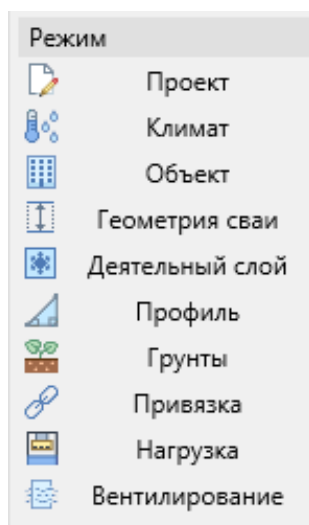 Режим
Проект
Климат
Объект
Геометрия сваи
Деятельный слой
Профиль
Грунты
Привязка
Нагрузка
Вентилирование